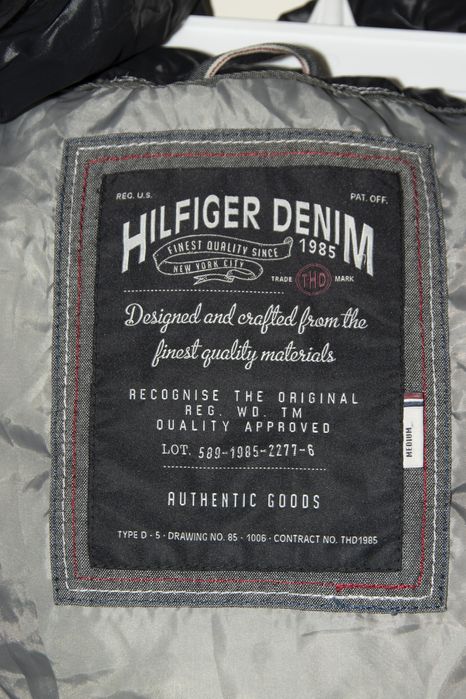 REG. U.S. PAT. OFF.
HILFIGER DENIM
FINEST QUALITY SINCE 1985
NEW YORK CITY
TRADE THD MARK
Designed and crafted from the
finest quality materials
RECOGNISE THE ORIGINAL
REG. WD. TM
QUALITY APPROVED
LOT. 589-1985-2277-6
MEDIUM
AUTHENTIC GOODS
TYPE D - 5 · DRAWING NO. 85 · 1006 · CONTRACT NO. THD1985